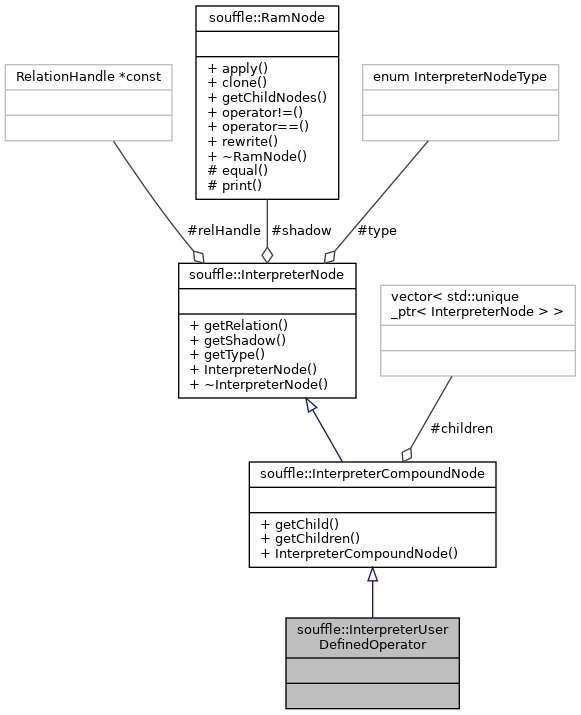 souffle::RamNode
+ apply()
+ clone()
+ getChildNodes()
+ operator!=()
+ operator==()
+ rewrite()
+ ~RamNode()
# equal()
# print()
RelationHandle *const
enum InterpreterNodeType
#relHandle
#shadow
#type
souffle::InterpreterNode
+ getRelation()
+ getShadow()
+ getType()
+ InterpreterNode()
+ ~InterpreterNode()
vector< std::unique
_ptr< InterpreterNode > >
#children
souffle::InterpreterCompoundNode
+ getChild()
+ getChildren()
+ InterpreterCompoundNode()
souffle::InterpreterUser
DefinedOperator